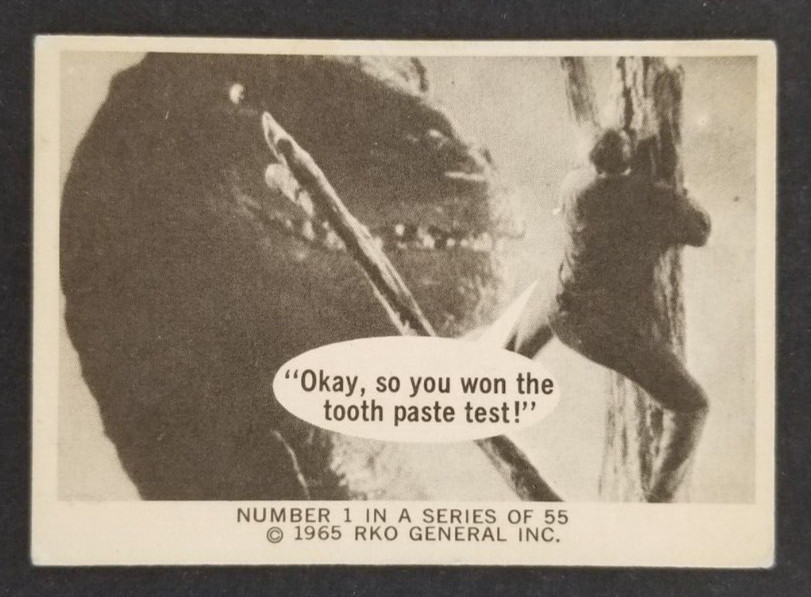 “Okay, so you won the
tooth paste test!”
NUMBER 1 IN A SERIES OF 55
© 1965 RKO GENERAL INC.